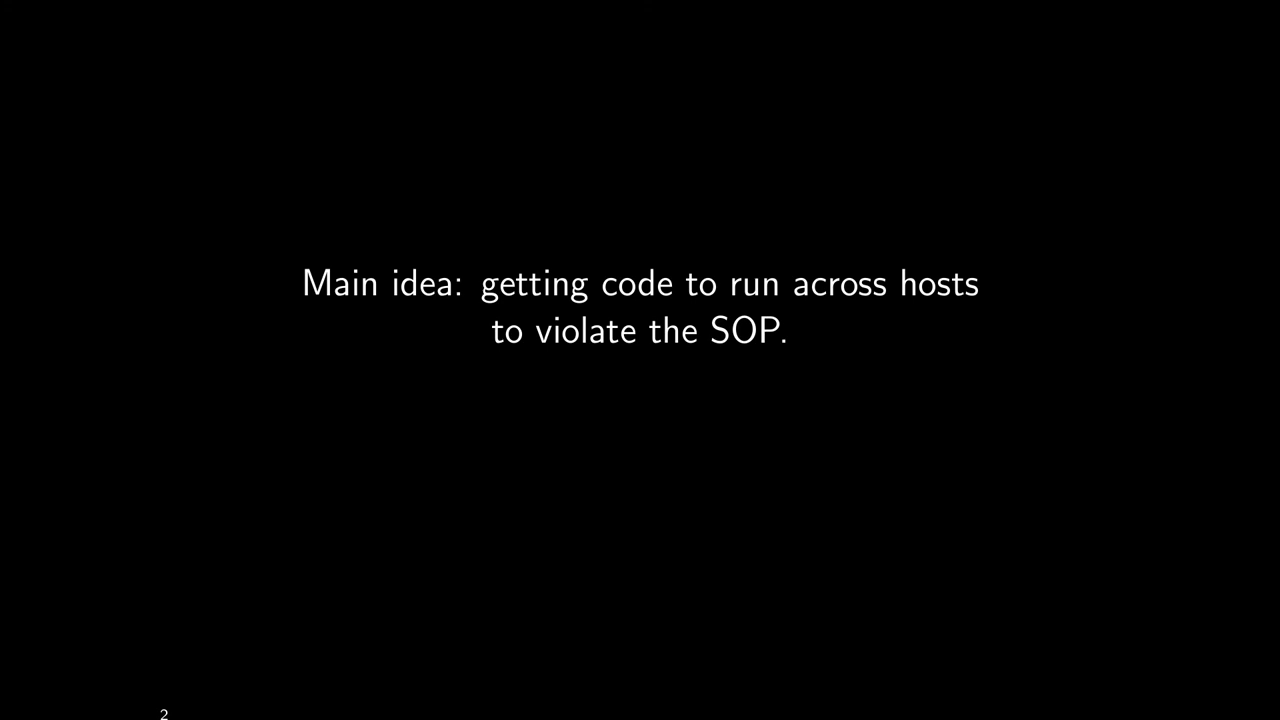 Main idea: getting code to run across hosts
to violate the SOP.
2